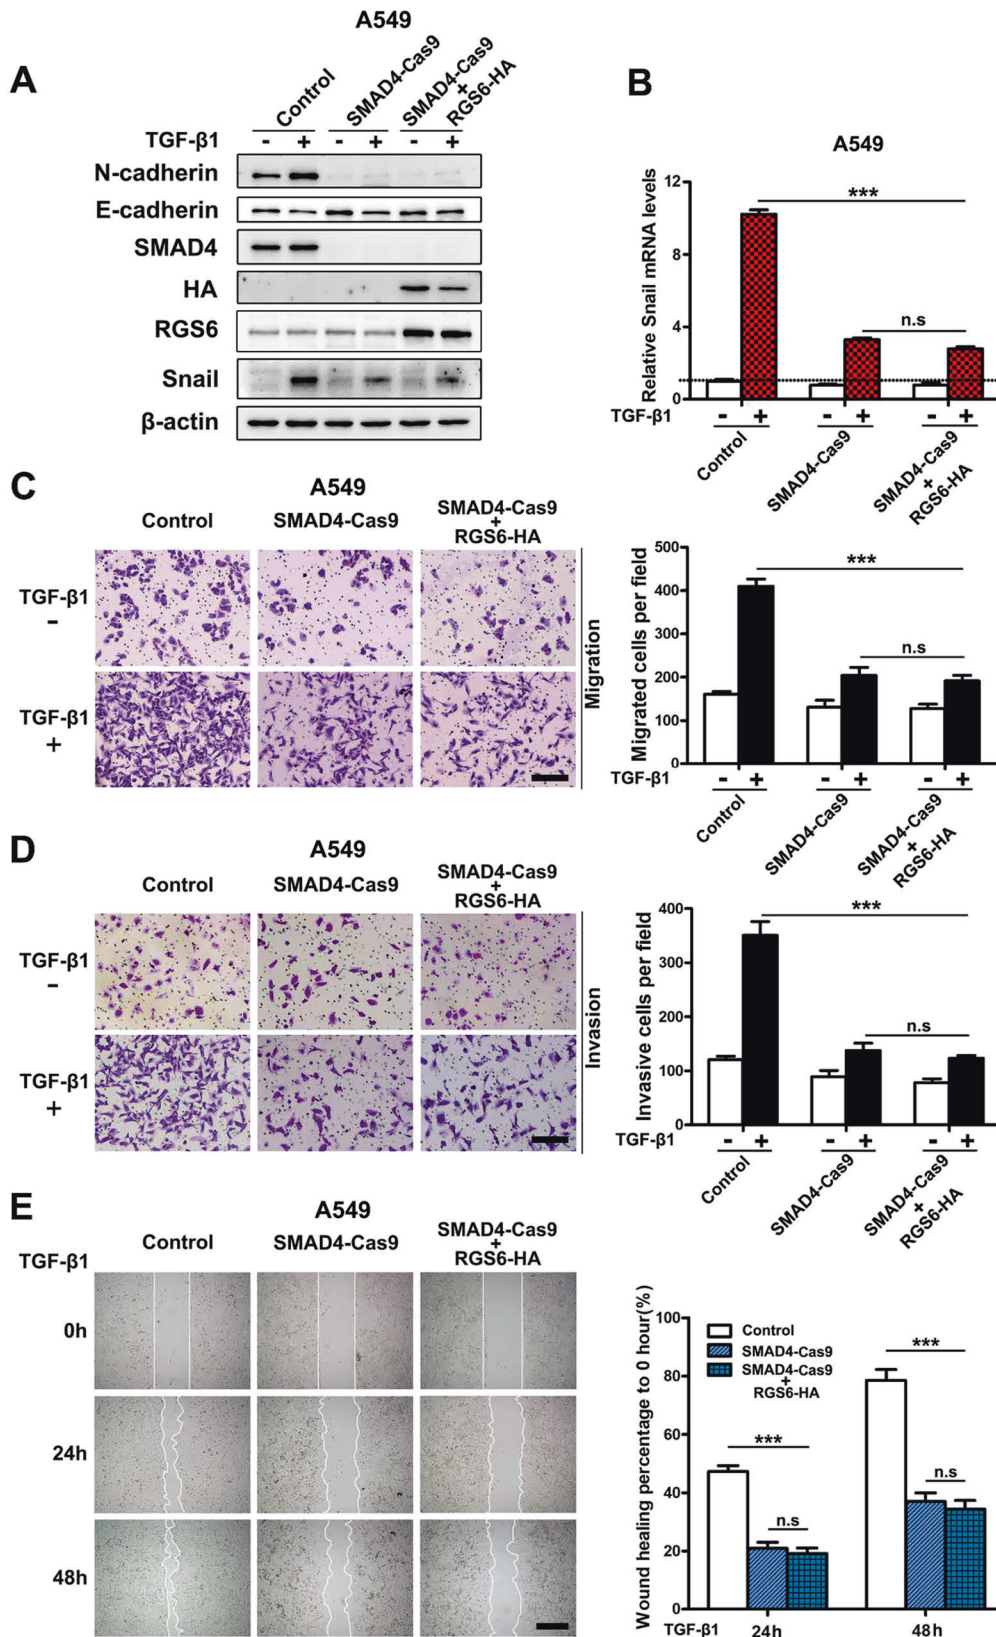 A549
A
Control
SMAD4-Cas9
SMAD4-Cas9
+
RGS6-HA
TGF-β1 - + - + - +
N-cadherin
E-cadherin
SMAD4
HA
RGS6
Snail
β-actin
B
A549
Relative Snail mRNA levels
12
8
4
0
***
n.s
TGF-β1 - + - + - +
Control
SMAD4-Cas9
SMAD4-Cas9
+
RGS6-HA
C
A549
Control
SMAD4-Cas9
SMAD4-Cas9
+
RGS6-HA
TGF-β1
-
TGF-β1
+
Migration
Migrated cells per field
500
400
300
200
100
0
***
n.s
TGF-β1 - + - + - +
Control
SMAD4-Cas9
SMAD4-Cas9
+
RGS6-HA
D
A549
Control
SMAD4-Cas9
SMAD4-Cas9
+
RGS6-HA
TGF-β1
-
TGF-β1
+
Invasion
Invasive cells per field
400
300
200
100
0
***
n.s
TGF-β1 - + - + - +
Control
SMAD4-Cas9
SMAD4-Cas9
+
RGS6-HA
E
A549
Control
SMAD4-Cas9
SMAD4-Cas9
+
RGS6-HA
TGF-β1
0h
24h
48h
Wound healing percentage to 0 hour(%)
100
80
60
40
20
0
Control
SMAD4-Cas9
SMAD4-Cas9
+
RGS6-HA
***
n.s
***
n.s
TGF-β1 24h 48h